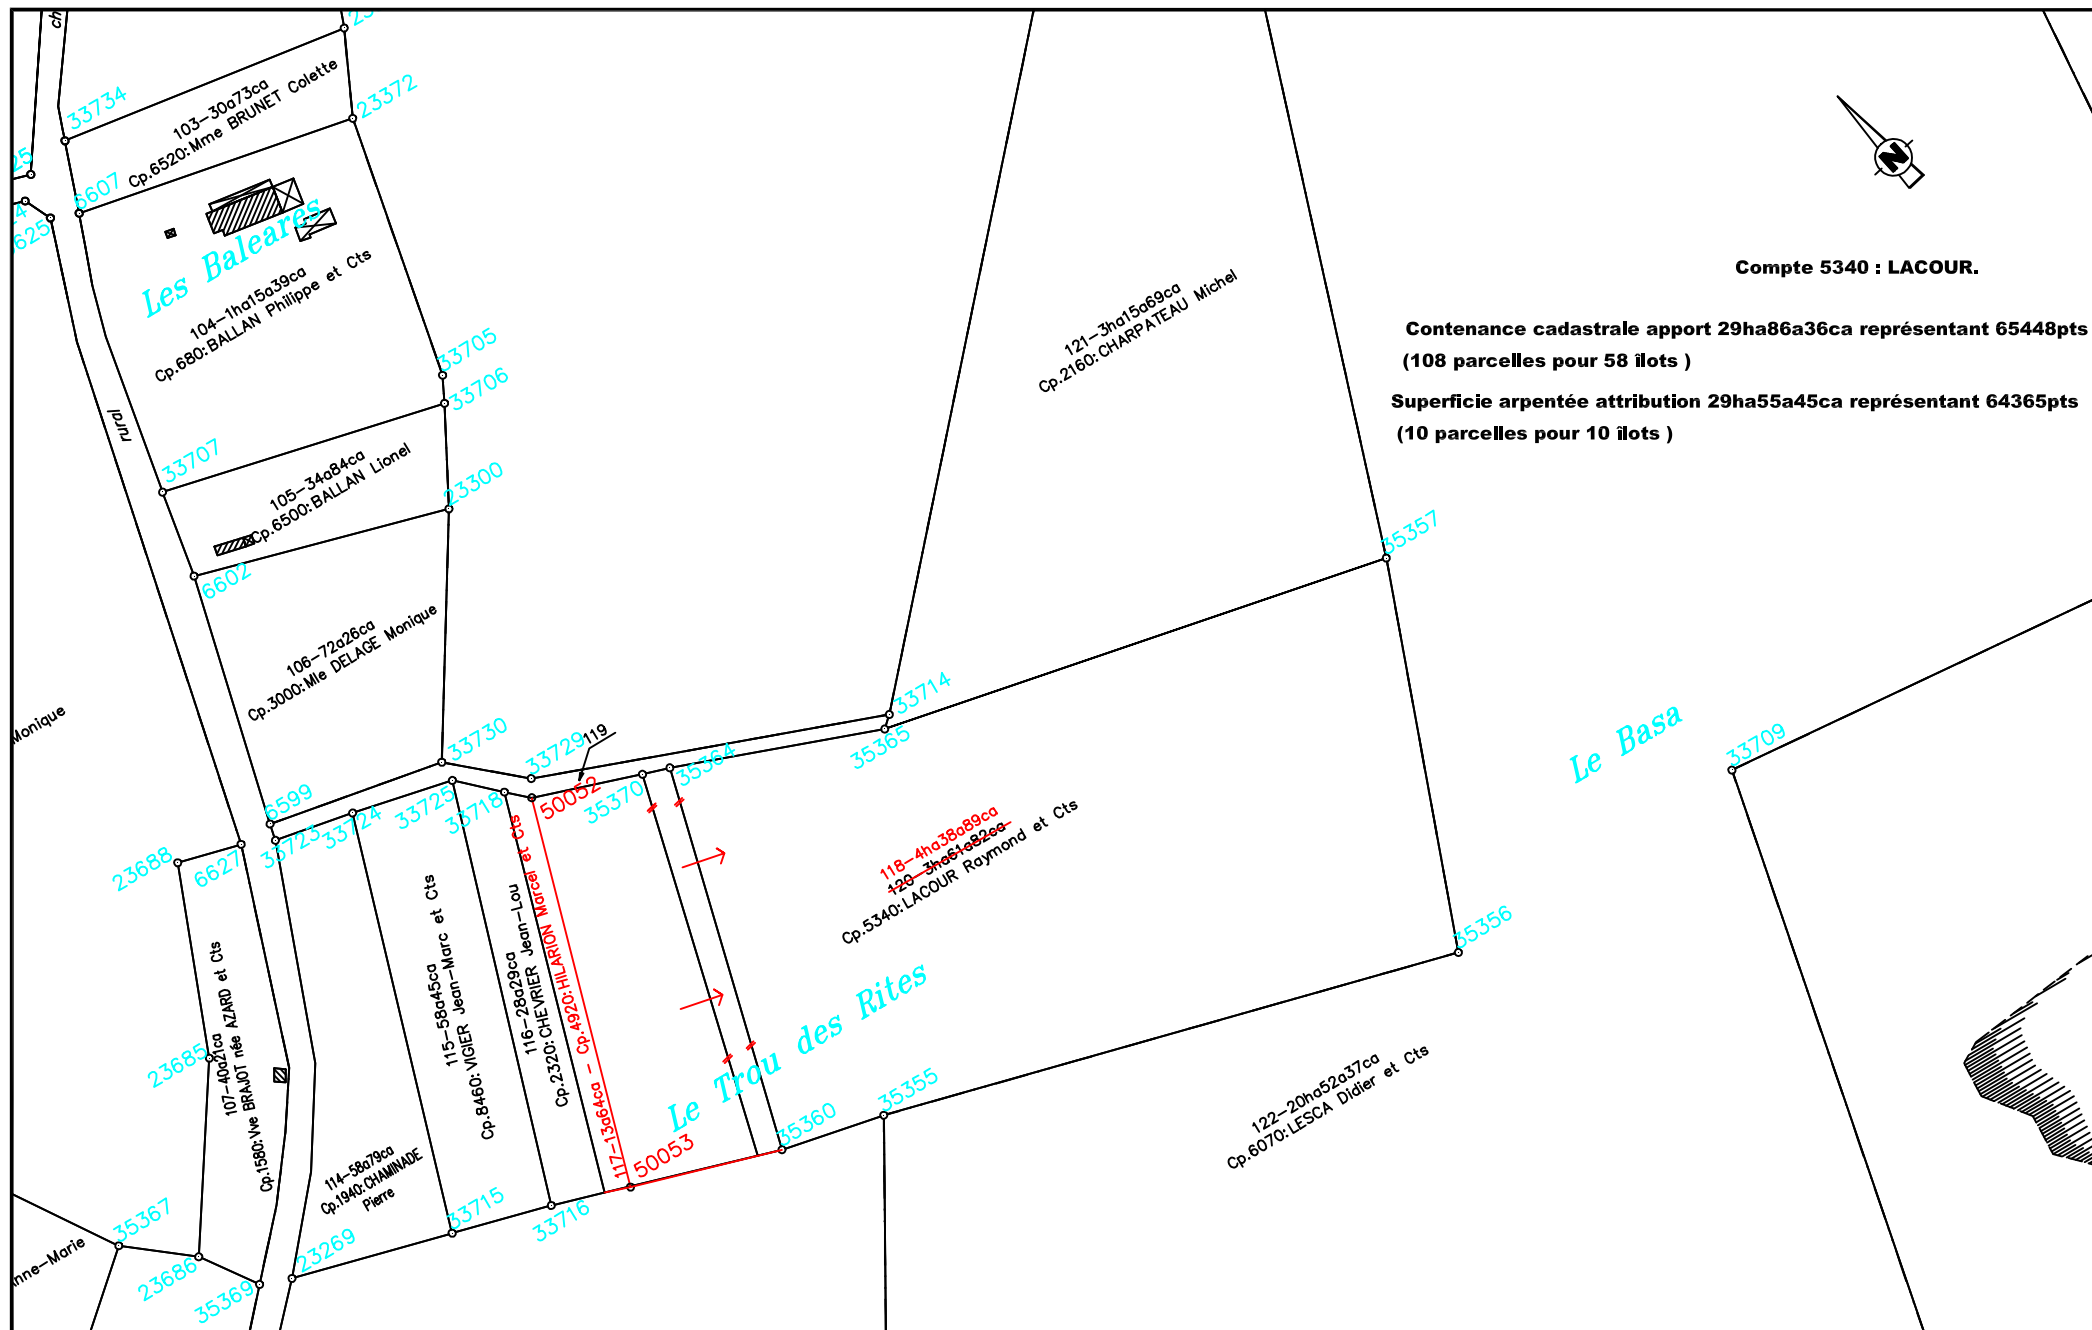 ch
33734
103-30a73ca
Cp.6520: Mme BRUNET Colette
23372
25
6607
Les Baleares
104-1ha15a39ca
Cp.680: BALLAN Philippe et Cts
33705
33706
rural
33707
105-34a84ca
Cp.6500: BALLAN Lionel
23300
6602
106-72a26ca
Cp.3000: Mle DELAGE Monique
Monique
121-3ha15a69ca
Cp.2160: CHARPATEAU Michel
N
Compte 5340 : LACOUR.
Contenance cadastrale apport 29ha86a36ca représentant 65448pts
(108 parcelles pour 58 îlots )
Superficie arpentée attribution 29ha55a45ca représentant 64365pts
(10 parcelles pour 10 îlots )
35357
33714
35365
33730
33729
119
35364
50052
35370
33718
33725
33724
33723
6599
6627
23688
Le Basa
33709
118-4ha38a89ca
120-3ha61a82ca
Cp.5340: LACOUR Raymond et Cts
35356
Le Trou des Rites
117-13a64ca - Cp.4920: HILARION Marcel et Cts
116-28a29ca
Cp.2320: CHEVRIER Jean-Lou
115-58a45ca
Cp.8460: VIGIER Jean-Marc et Cts
107-40a21ca
BRAJOT née AZARD et Cts
Cp.1580: Vve
23685
114-58a79ca
Cp.1940: CHAMINADE
Pierre
50053
35360
35355
122-20ha52a37ca
Cp.6070: LESCA Didier et Cts
33716
33715
23269
35369
23686
35367
nne-Marie